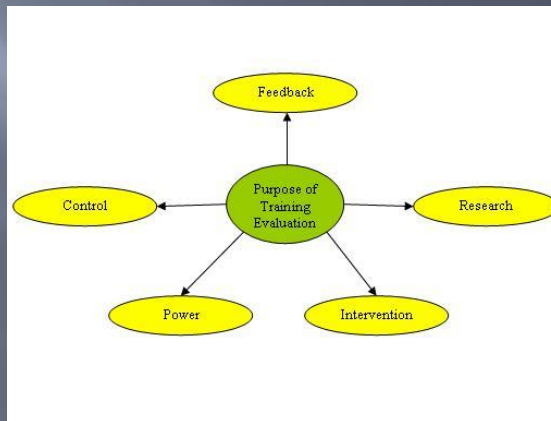 Feedback
Purpose of
Training
Evaluation
Control
Research
Power
Intervention